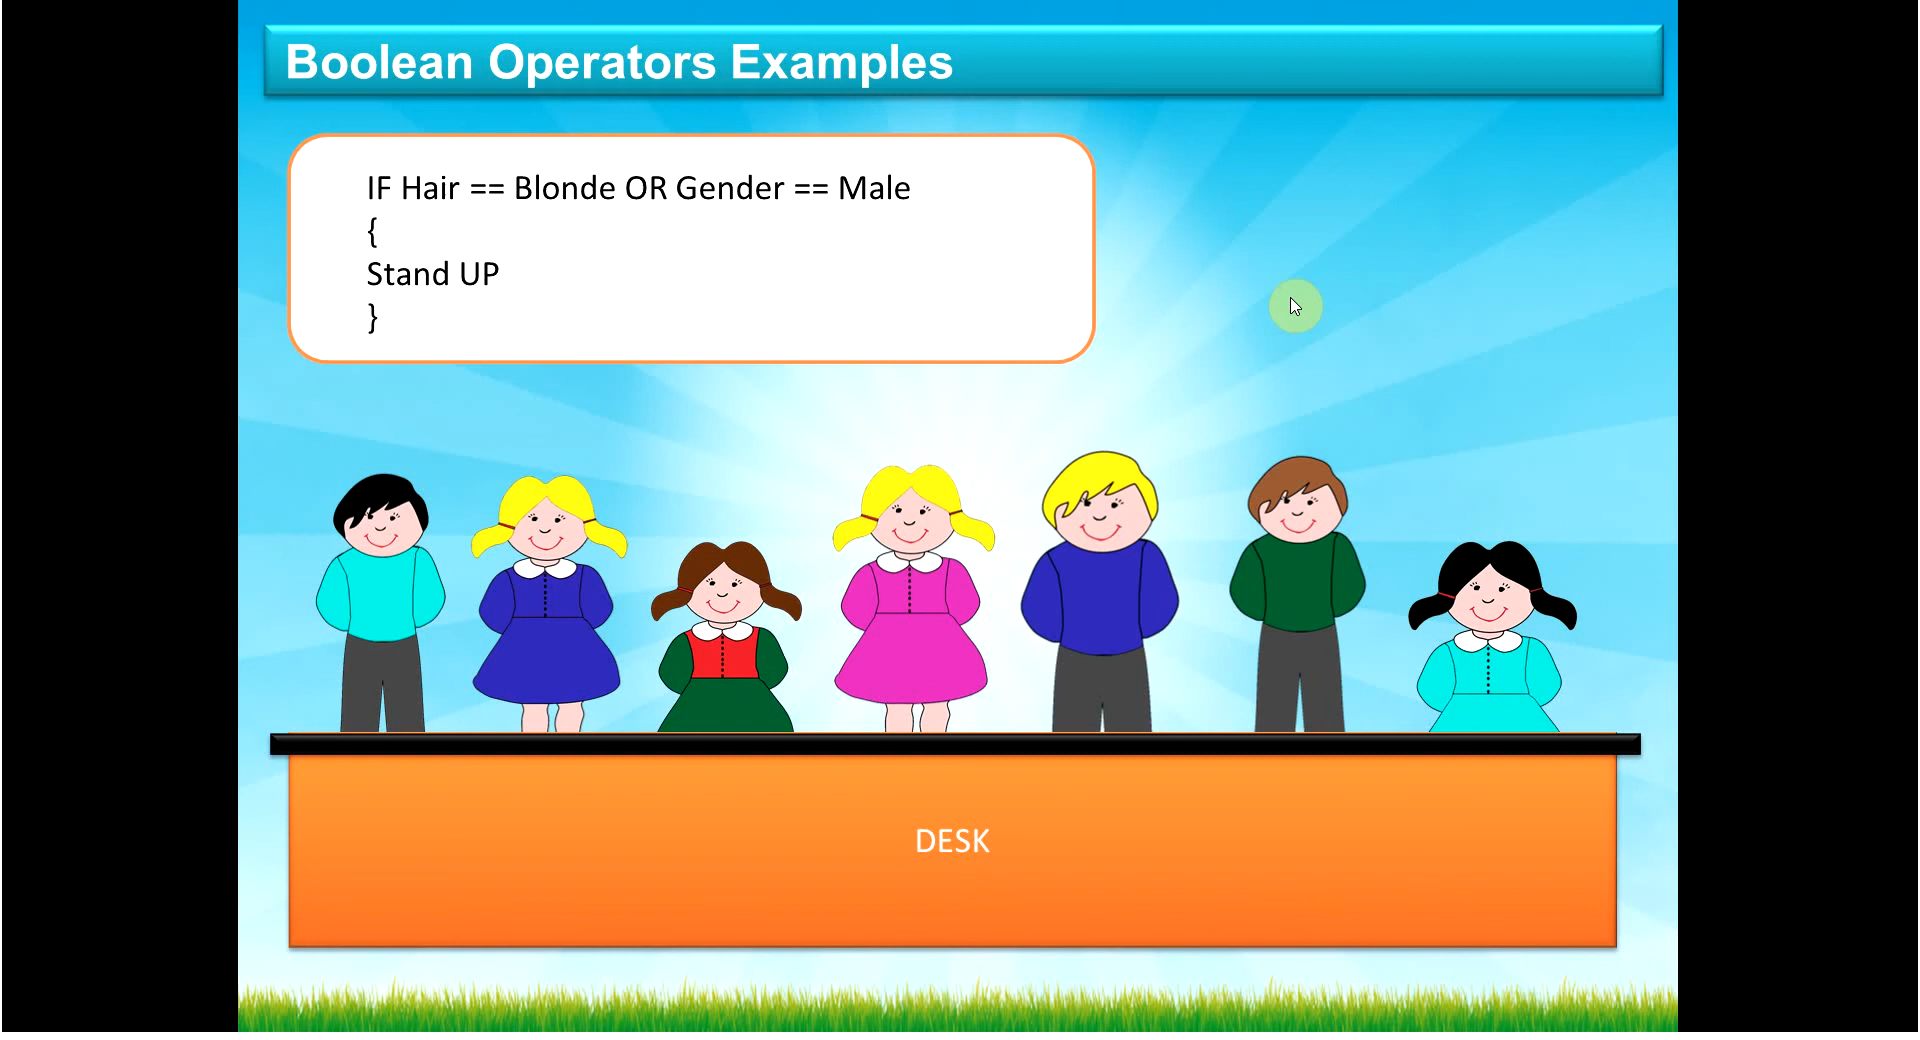 Boolean Operators Examples
IF Hair == Blonde OR Gender == Male
{
Stand UP
}
DESK